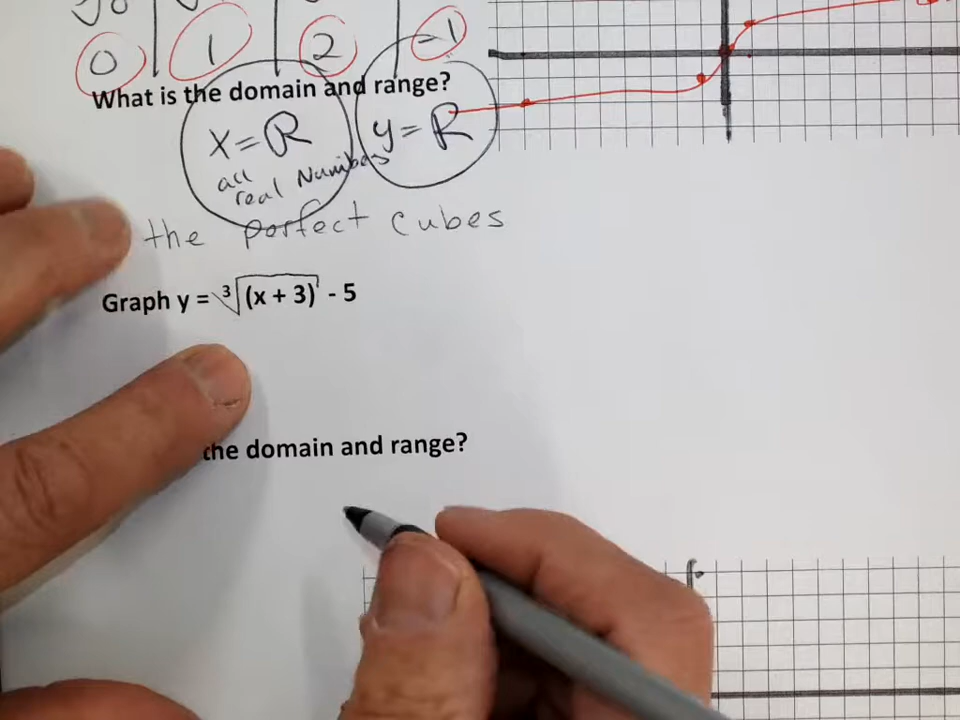 0 1 2 -1
What is the domain and range?
x = ℝ y = ℝ
all real Numbers
the perfect cubes
Graph y = ∛(x + 3) - 5
the domain and range?